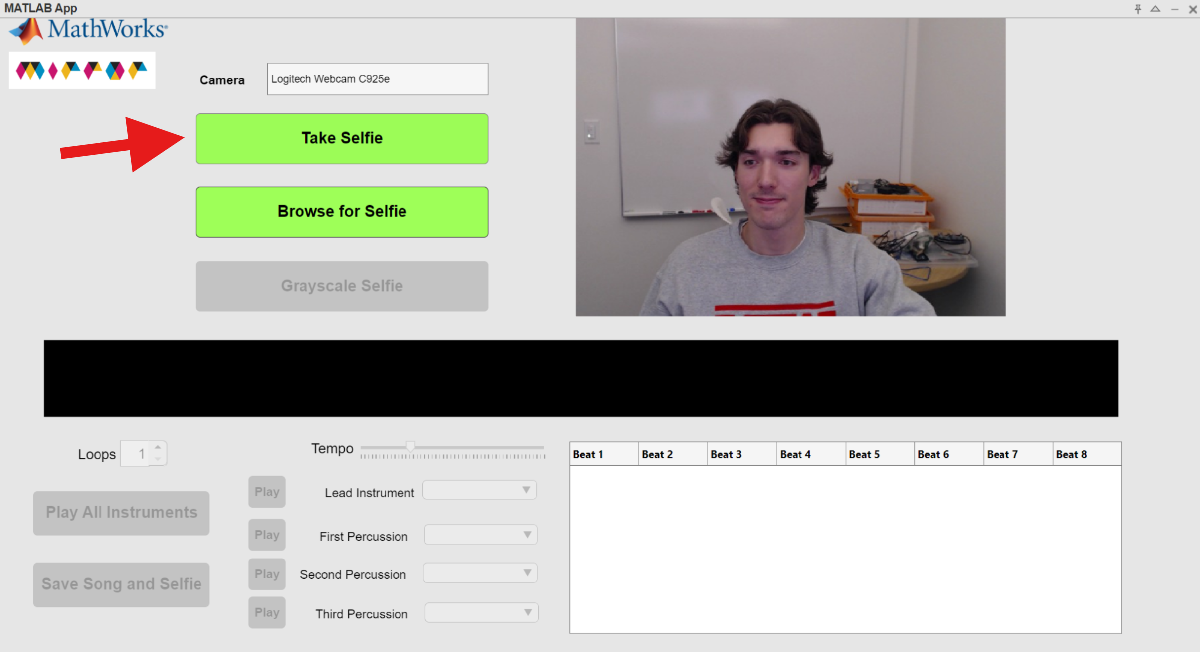 MATLAB App
MathWorks®
Camera
Logitech Webcam C925e
Take Selfie
Browse for Selfie
Grayscale Selfie
Loops
1
Tempo
Play All Instruments
Save Song and Selfie
Play
Lead Instrument
Play
First Percussion
Play
Second Percussion
Play
Third Percussion
Beat 1 Beat 2 Beat 3 Beat 4 Beat 5 Beat 6 Beat 7 Beat 8